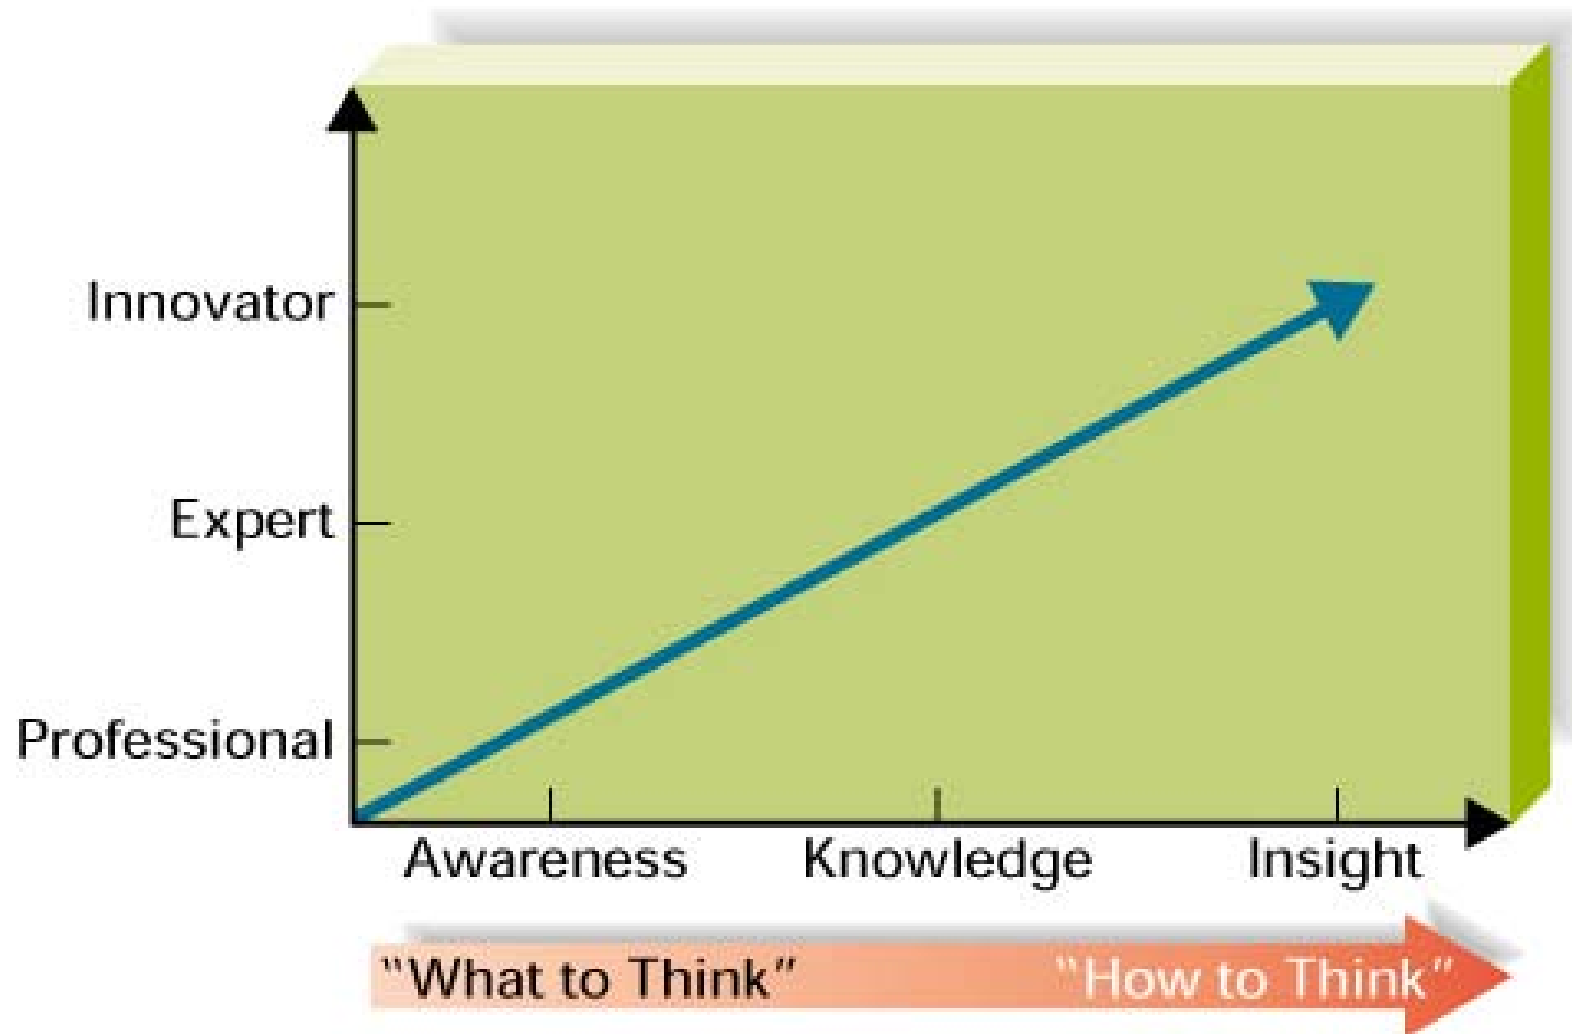 Innovator
Expert
Professional
Awareness Knowledge Insight
"What to Think" "How to Think"